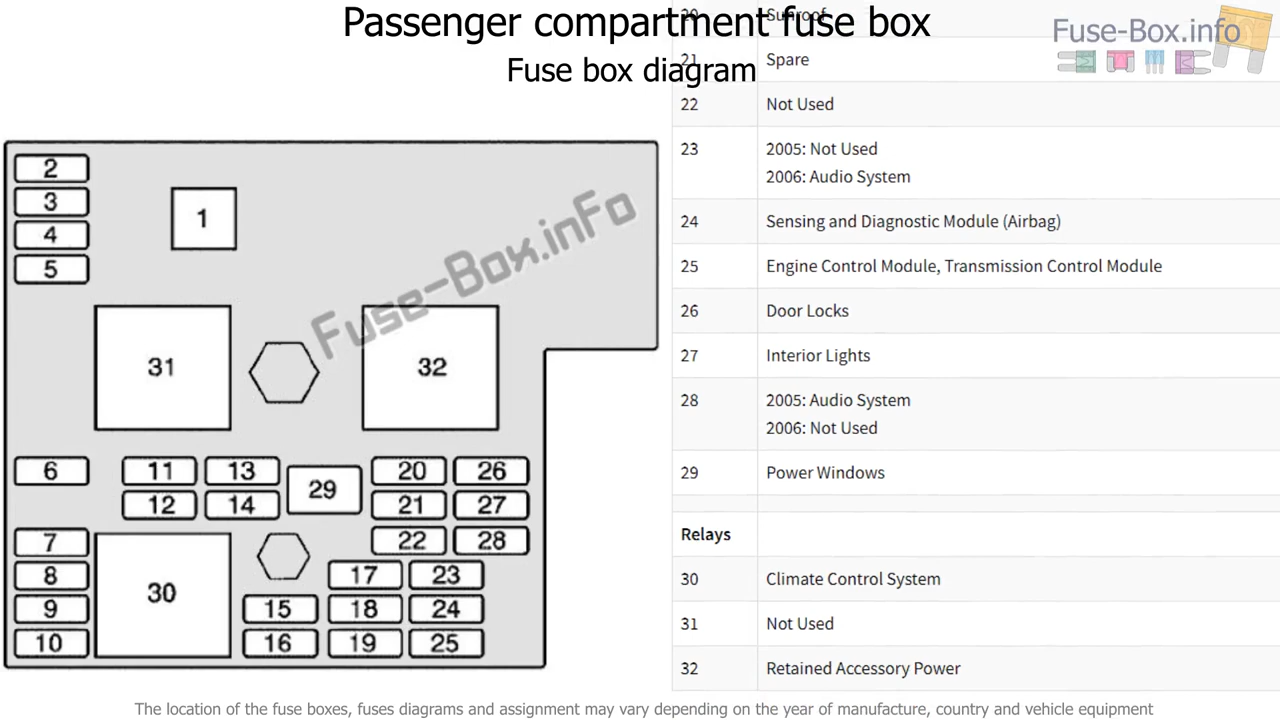 Passenger compartment fuse box
Fuse box diagram
Fuse-Box.info
20 Sunroof
21 Spare
22 Not Used
23 2005: Not Used
2006: Audio System
24 Sensing and Diagnostic Module (Airbag)
25 Engine Control Module, Transmission Control Module
26 Door Locks
27 Interior Lights
28 2005: Audio System
2006: Not Used
29 Power Windows
Relays
30 Climate Control System
31 Not Used
32 Retained Accessory Power
2
3 1
4
5
Fuse-Box.inFo
31 32
6 11 13 29 20 26
12 14 21 27
7 22 28
8 30 17 23
9 15 18 24
10 16 19 25
The location of the fuse boxes, fuses diagrams and assignment may vary depending on the year of manufacture, country and vehicle equipment